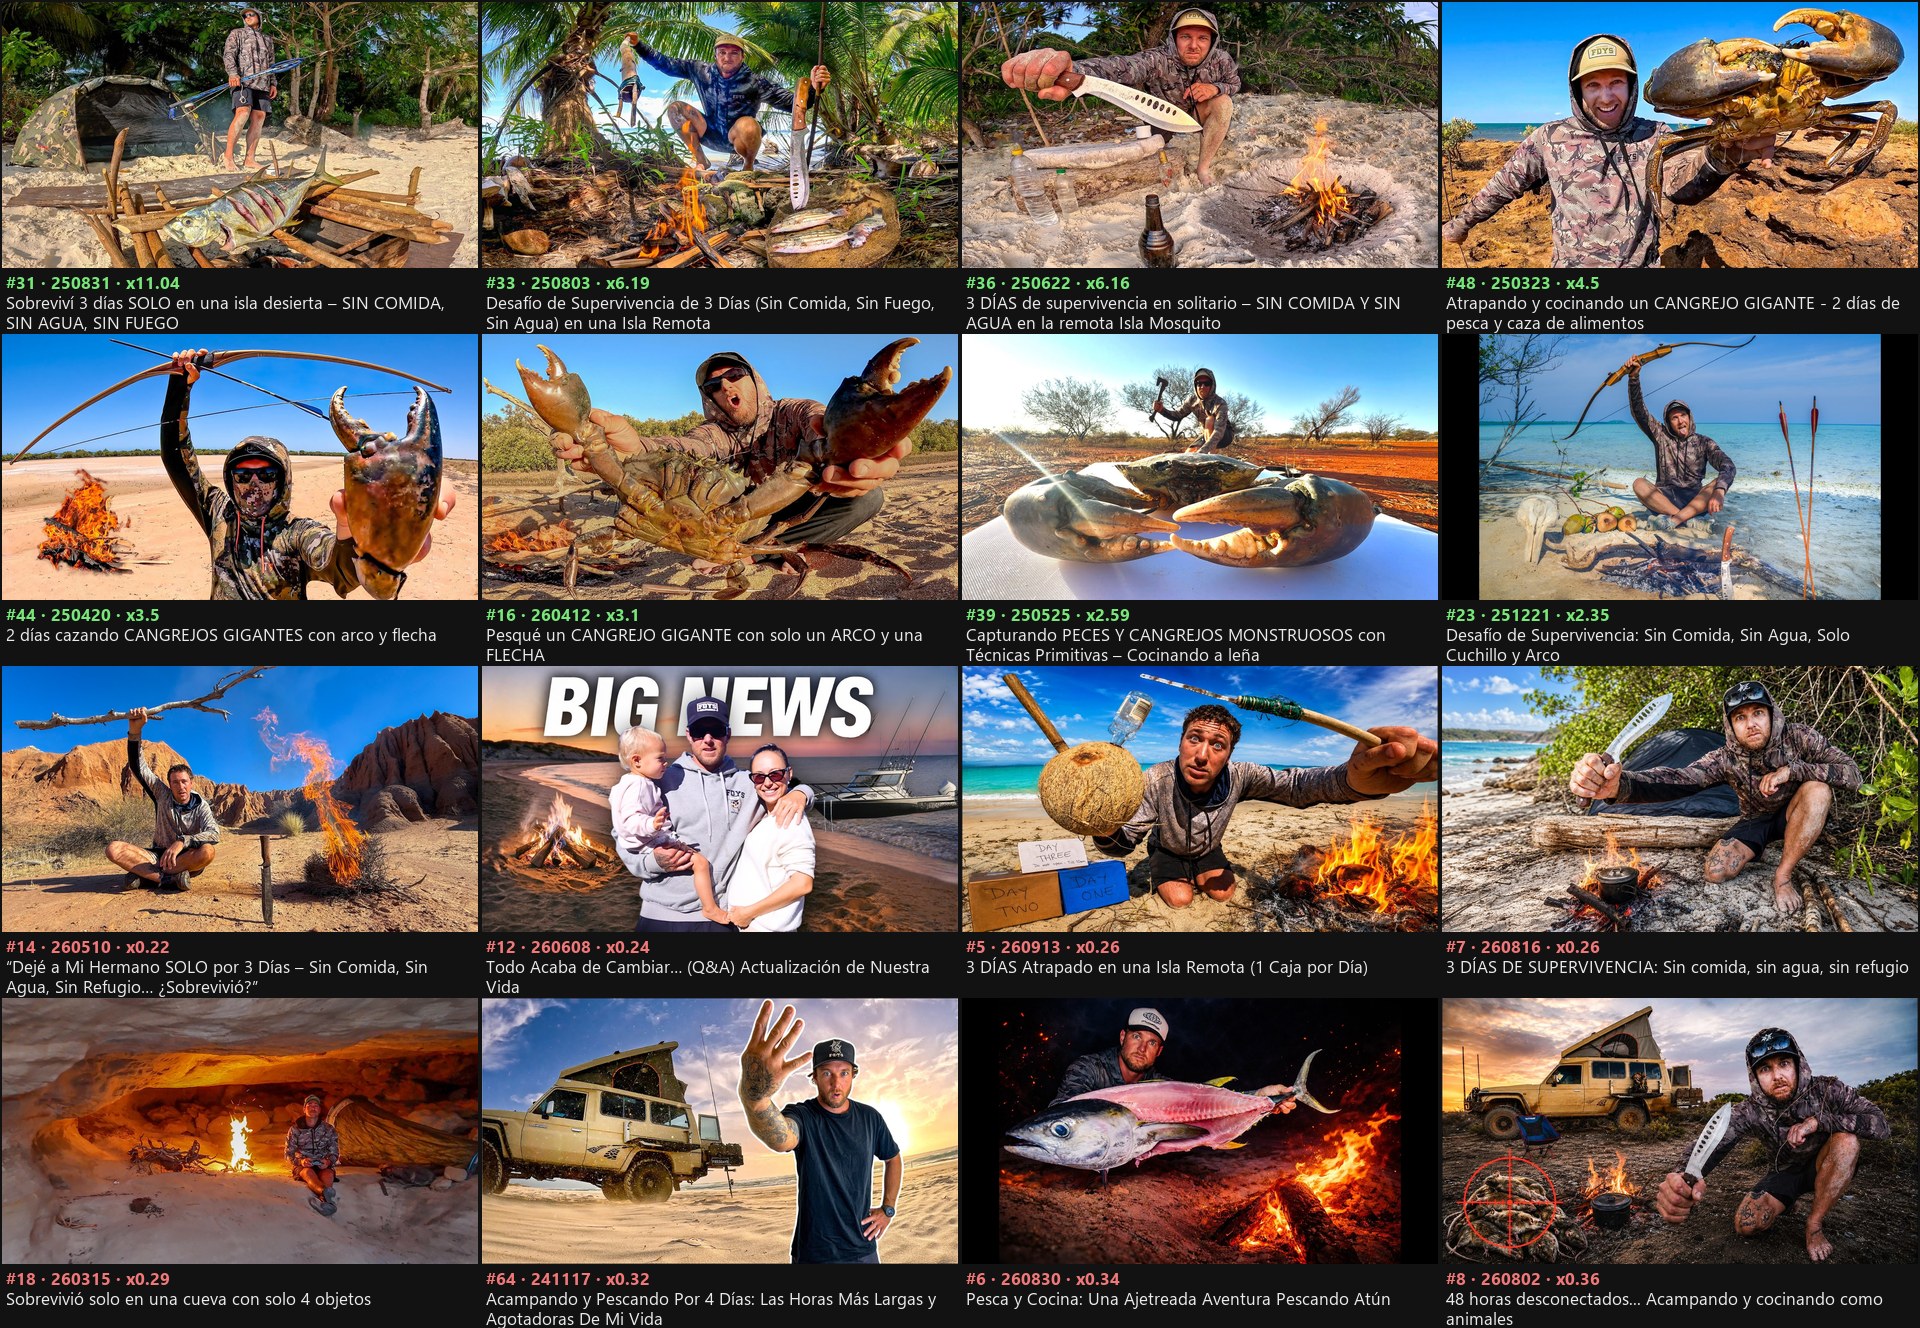 FDYS
#31 · 250831 · x11.04
Sobreviví 3 días SOLO en una isla desierta – SIN COMIDA,
SIN AGUA, SIN FUEGO
#33 · 250803 · x6.19
Desafío de Supervivencia de 3 Días (Sin Comida, Sin Fuego,
Sin Agua) en una Isla Remota
#36 · 250622 · x6.16
3 DÍAS de supervivencia en solitario – SIN COMIDA Y SIN
AGUA en la remota Isla Mosquito
#48 · 250323 · x4.5
Atrapando y cocinando un CANGREJO GIGANTE - 2 días de
pesca y caza de alimentos
#44 · 250420 · x3.5
2 días cazando CANGREJOS GIGANTES con arco y flecha
#16 · 260412 · x3.1
Pesqué un CANGREJO GIGANTE con solo un ARCO y una
FLECHA
#39 · 250525 · x2.59
Capturando PECES Y CANGREJOS MONSTRUOSOS con
Técnicas Primitivas – Cocinando a leña
#23 · 251221 · x2.35
Desafío de Supervivencia: Sin Comida, Sin Agua, Solo
Cuchillo y Arco
BIG NEWS
FDYS
FDYS
DAY
THREE
DAY
TWO
DAY
ONE
#14 · 260510 · x0.22
“Dejé a Mi Hermano SOLO por 3 Días – Sin Comida, Sin
Agua, Sin Refugio... ¿Sobrevivió?”
#12 · 260608 · x0.24
Todo Acaba de Cambiar... (Q&A) Actualización de Nuestra
Vida
#5 · 260913 · x0.26
3 DÍAS Atrapado en una Isla Remota (1 Caja por Día)
#7 · 260816 · x0.26
3 DÍAS DE SUPERVIVENCIA: Sin comida, sin agua, sin refugio
#18 · 260315 · x0.29
Sobrevivió solo en una cueva con solo 4 objetos
#64 · 241117 · x0.32
Acampando y Pescando Por 4 Días: Las Horas Más Largas y
Agotadoras De Mi Vida
#6 · 260830 · x0.34
Pesca y Cocina: Una Ajetreada Aventura Pescando Atún
#8 · 260802 · x0.36
48 horas desconectados... Acampando y cocinando como
animales